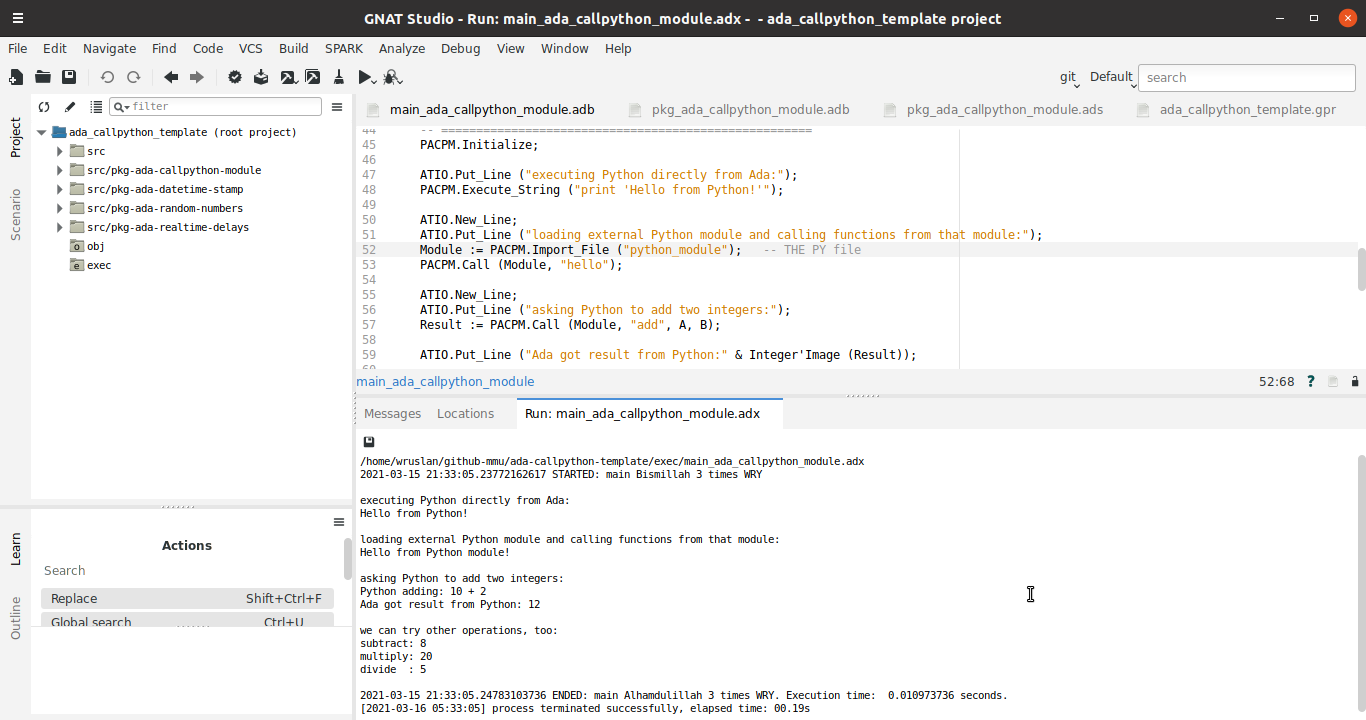 GNAT Studio - Run: main_ada_callpython_module.adx - - ada_callpython_template project
File Edit Navigate Find Code VCS Build SPARK Analyze Debug View Window Help
git Default search
Project
Scenario
filter
ada_callpython_template (root project)
src
src/pkg-ada-callpython-module
src/pkg-ada-datetime-stamp
src/pkg-ada-random-numbers
src/pkg-ada-realtime-delays
obj
exec
Learn
Outline
Actions
Search
Replace Shift+Ctrl+F
Global search Ctrl+U
main_ada_callpython_module.adb pkg_ada_callpython_module.adb pkg_ada_callpython_module.ads ada_callpython_template.gpr
44 -- =====================================================
45 PACPM.Initialize;
46
47 ATIO.Put_Line ("executing Python directly from Ada:");
48 PACPM.Execute_String ("print 'Hello from Python!'");
49
50 ATIO.New_Line;
51 ATIO.Put_Line ("loading external Python module and calling functions from that module:");
52 Module := PACPM.Import_File ("python_module"); -- THE PY file
53 PACPM.Call (Module, "hello");
54
55 ATIO.New_Line;
56 ATIO.Put_Line ("asking Python to add two integers:");
57 Result := PACPM.Call (Module, "add", A, B);
58
59 ATIO.Put_Line ("Ada got result from Python:" & Integer'Image (Result));
60
main_ada_callpython_module 52:68 ?
Messages Locations Run: main_ada_callpython_module.adx
/home/wruslan/github-mmu/ada-callpython-template/exec/main_ada_callpython_module.adx
2021-03-15 21:33:05.23772162617 STARTED: main Bismillah 3 times WRY
executing Python directly from Ada:
Hello from Python!
loading external Python module and calling functions from that module:
Hello from Python module!
asking Python to add two integers:
Python adding: 10 + 2
Ada got result from Python: 12
we can try other operations, too:
subtract: 8
multiply: 20
divide  : 5
2021-03-15 21:33:05.24783103736 ENDED: main Alhamdulillah 3 times WRY. Execution time:  0.010973736 seconds.
[2021-03-16 05:33:05] process terminated successfully, elapsed time: 00.19s